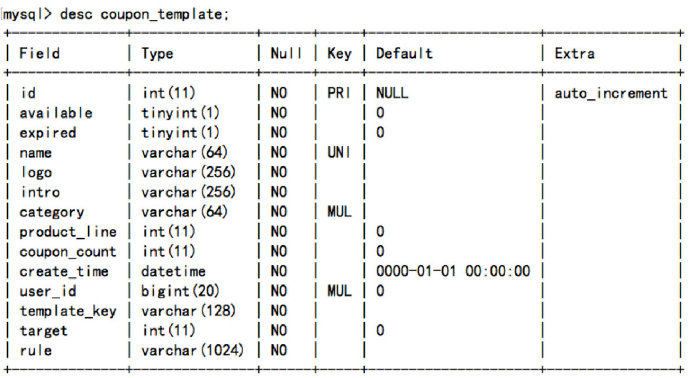 mysql> desc coupon_template;
+--------------+---------------+------+-----+---------------------+----------------+
| Field | Type | Null | Key | Default | Extra |
+--------------+---------------+------+-----+---------------------+----------------+
| id | int(11) | NO | PRI | NULL | auto_increment |
| available | tinyint(1) | NO | | 0 | |
| expired | tinyint(1) | NO | | 0 | |
| name | varchar(64) | NO | UNI | | |
| logo | varchar(256) | NO | | | |
| intro | varchar(256) | NO | | | |
| category | varchar(64) | NO | MUL | | |
| product_line | int(11) | NO | | 0 | |
| coupon_count | int(11) | NO | | 0 | |
| create_time | datetime | NO | | 0000-01-01 00:00:00 | |
| user_id | bigint(20) | NO | MUL | 0 | |
| template_key | varchar(128) | NO | | | |
| target | int(11) | NO | | 0 | |
| rule | varchar(1024) | NO | | | |
+--------------+---------------+------+-----+---------------------+----------------+